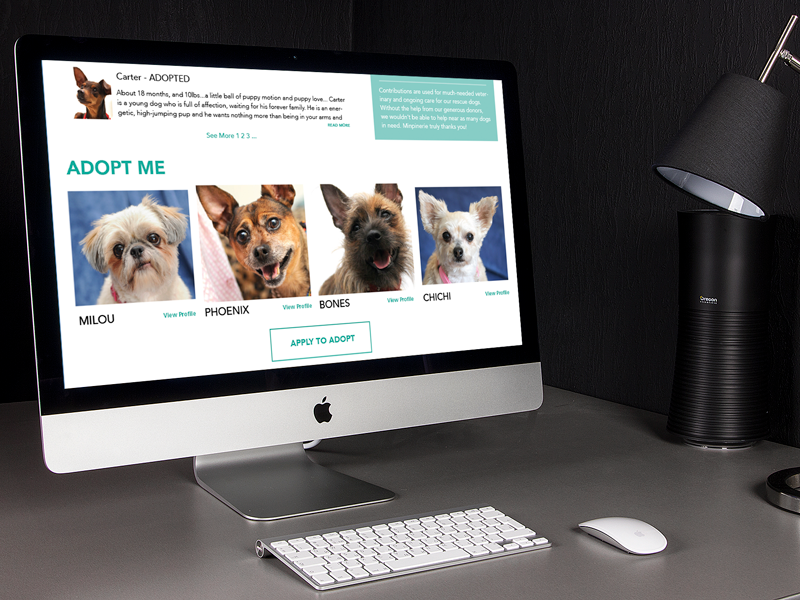 Carter - ADOPTED
About 18 months, and 10lbs...a little ball of puppy motion and puppy love... Carter
is a young dog who is full of affection, waiting for his forever family. He is an ener-
getic, high-jumping pup and he wants nothing more than being in your arms and
READ MORE
See More 1 2 3 ...
Contributions are used for much-needed veter-
inary and ongoing care for our rescue dogs.
Without the help from our generous donors,
we wouldn't be able to help near as many dogs
in need. Minpineria truly thanks you!
ADOPT ME
MILOU View Profile
PHOENIX View Profile
BONES View Profile
CHICHI View Profile
APPLY TO ADOPT